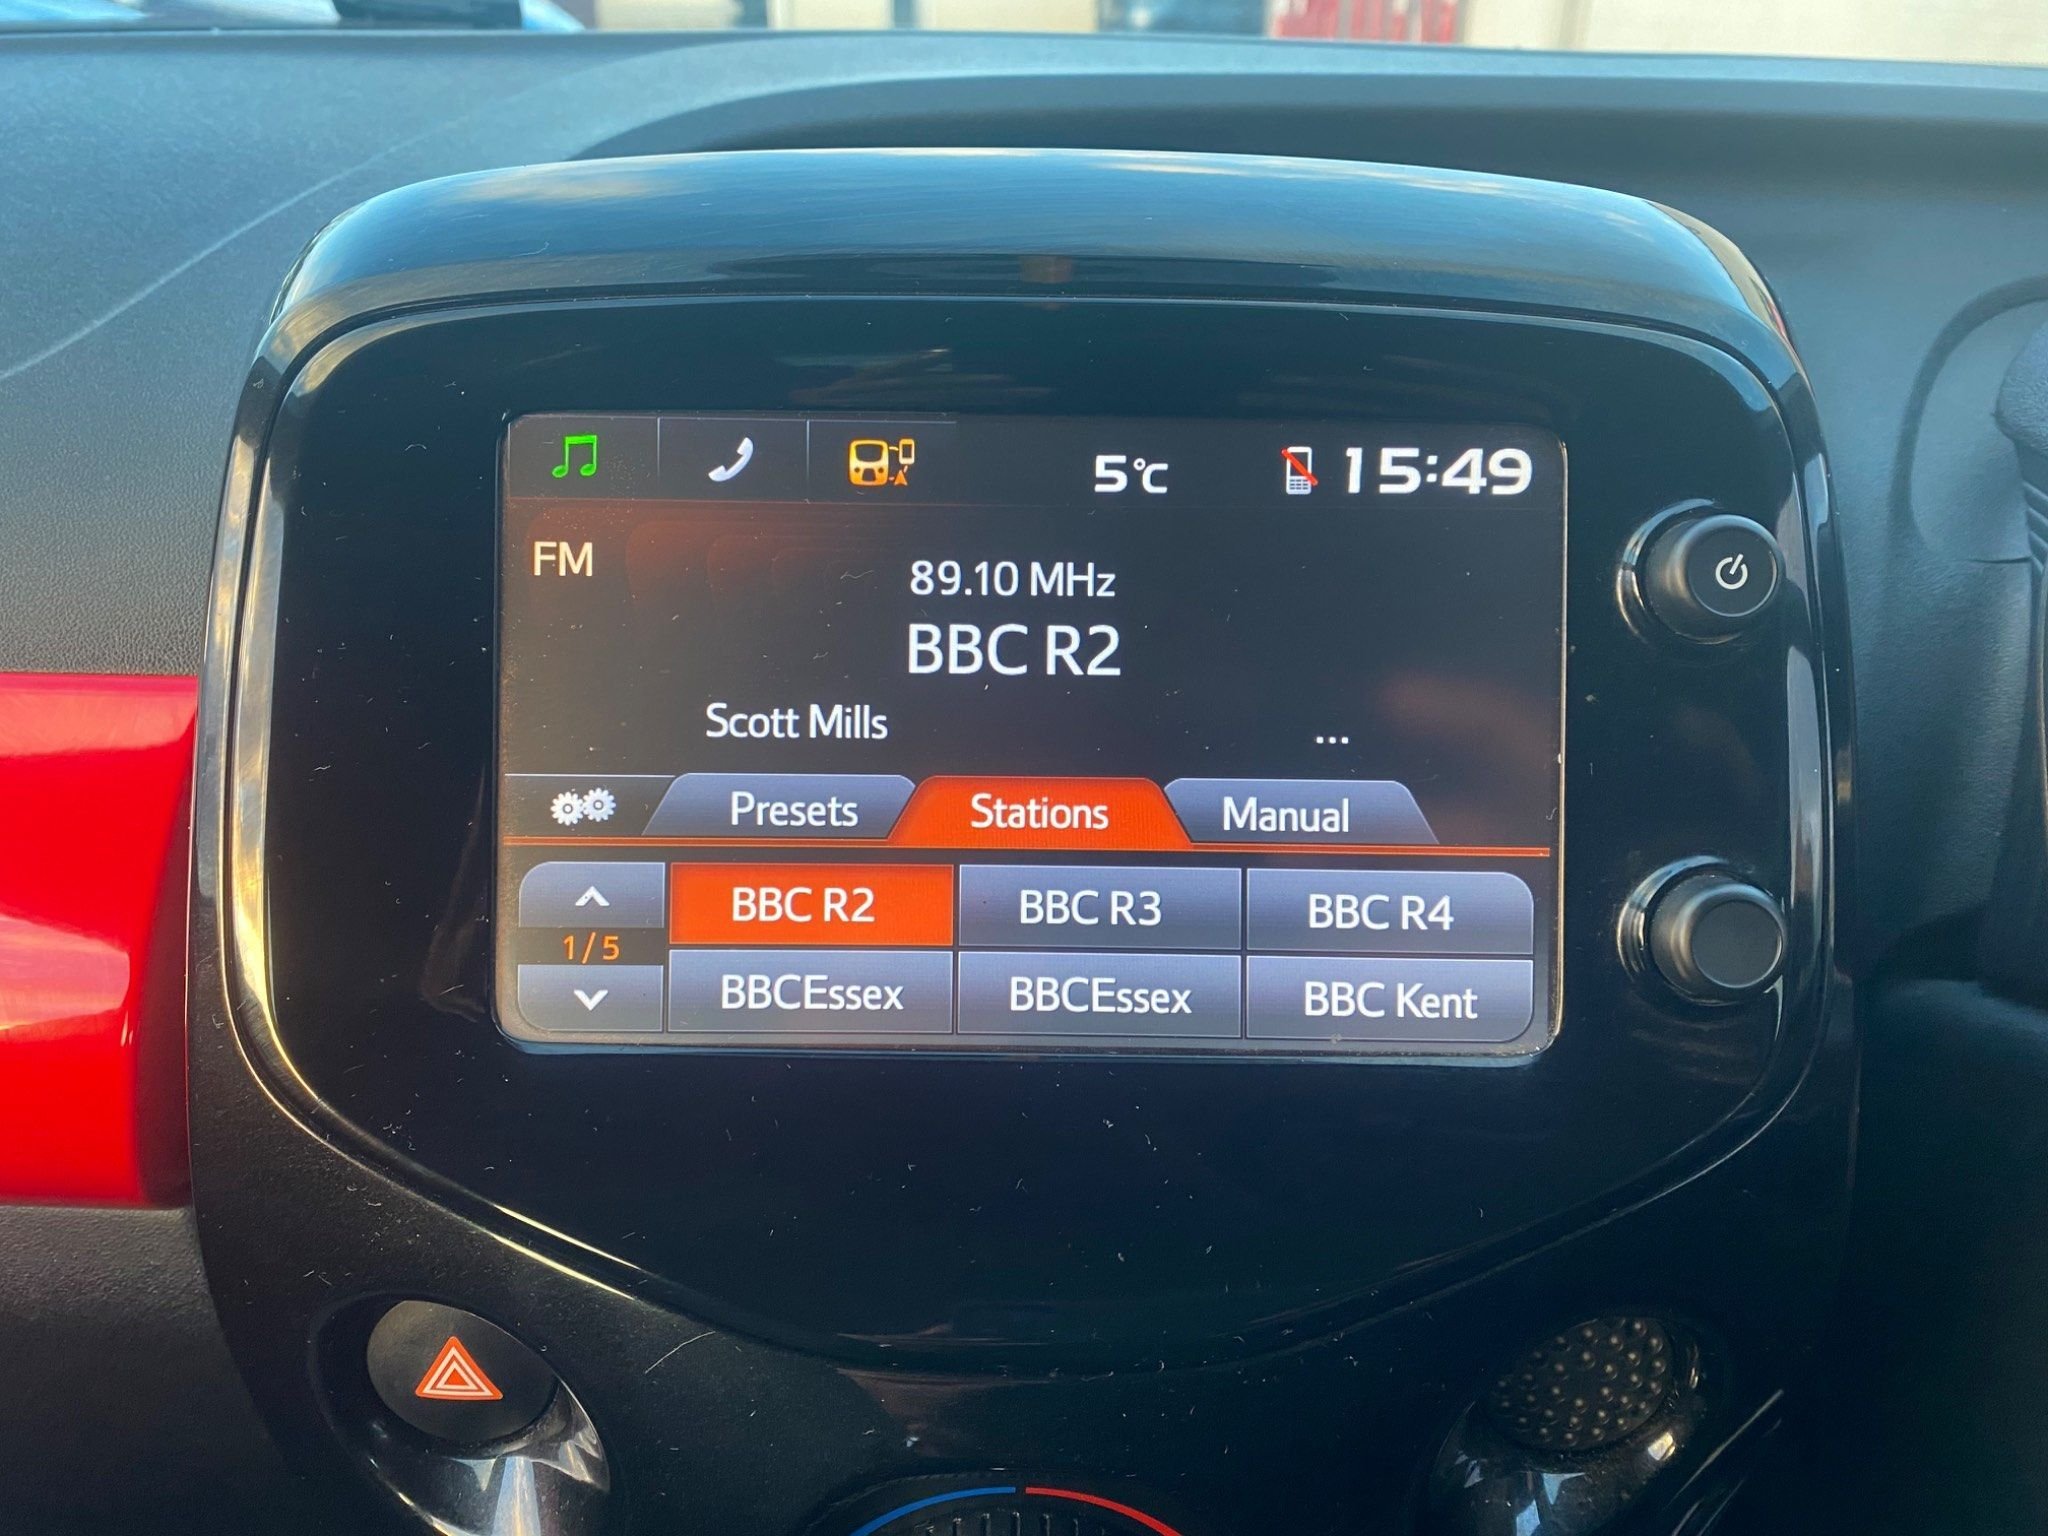 5°C 15:49
FM
89.10 MHz
BBC R2
Scott Mills ...
Presets Stations Manual
BBC R2 BBC R3 BBC R4
1/5
BBCEssex BBCEssex BBC Kent